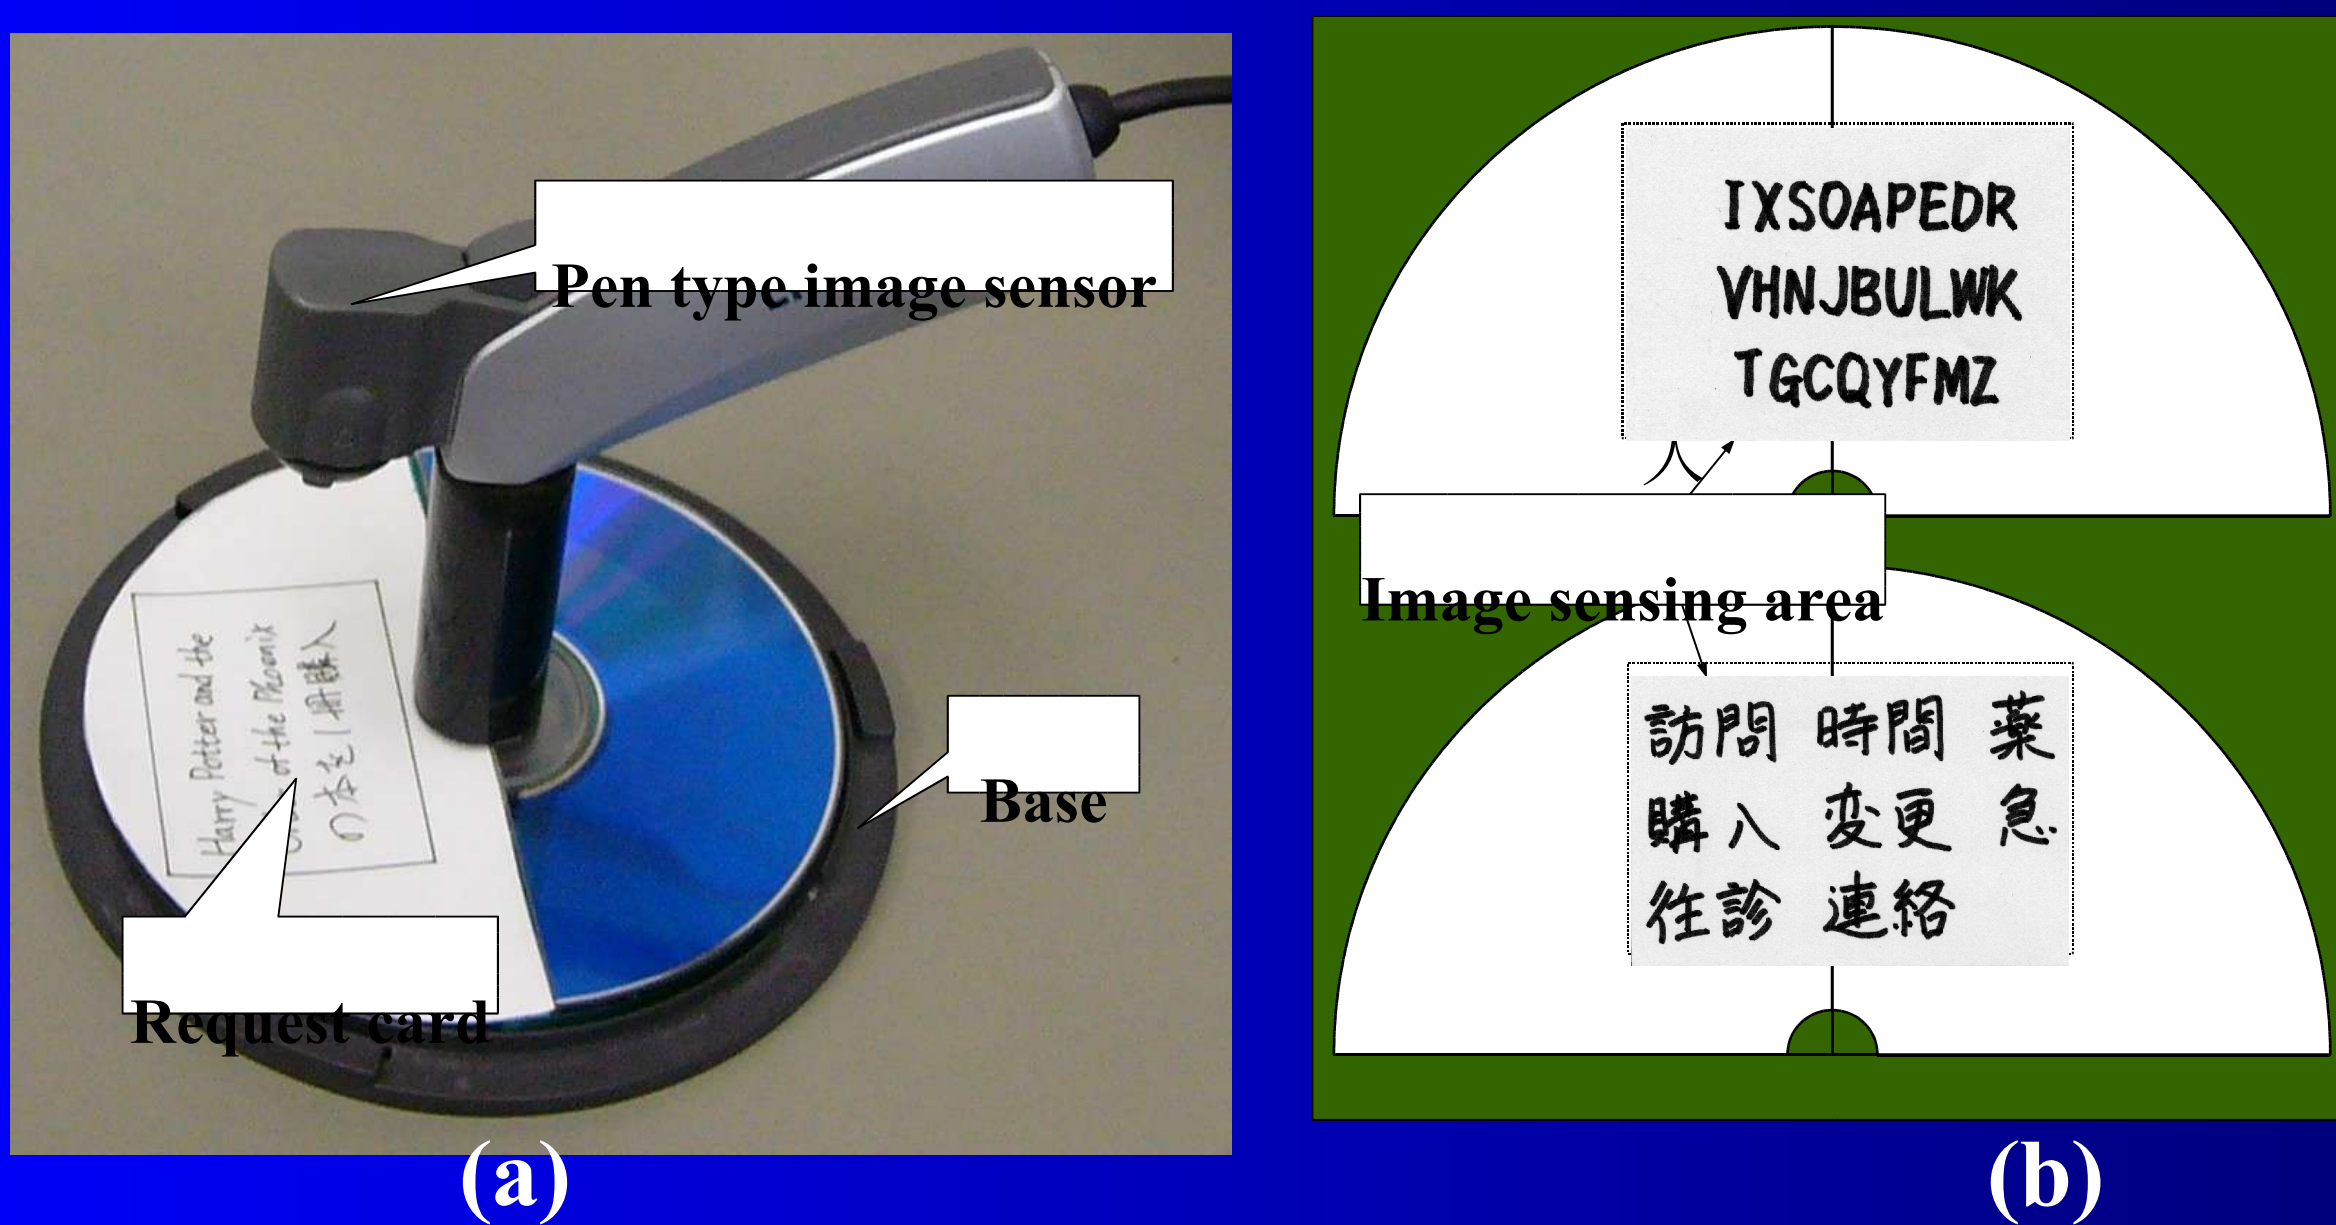 Pen type image sensor
Harry Potter and the
of the Phoenix
の本を1冊購入
Base
Request card
(a)
IXSOAPEDR
VHNJBULWK
TGCQYFMZ
人
Image sensing area
訪問 時間 薬
購入 変更 急
往診 連絡
(b)